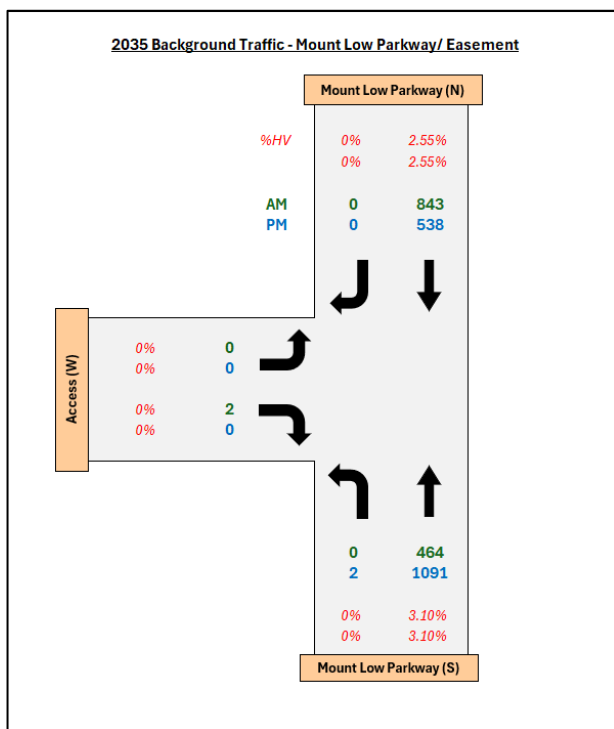 2035 Background Traffic - Mount Low Parkway/ Easement
Mount Low Parkway (N)
%HV 0% 2.55%
0% 2.55%
AM 0 843
PM 0 538
Access (W)
0% 0
0% 0
0% 2
0% 0
0 464
2 1091
0% 3.10%
0% 3.10%
Mount Low Parkway (S)